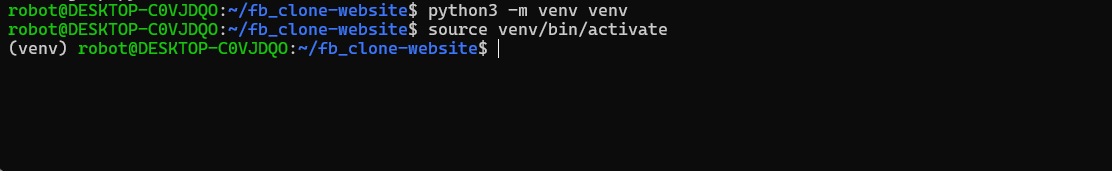 robot@DESKTOP-C0VJDQO:~/fb_clone-website$ python3 -m venv venv
robot@DESKTOP-C0VJDQO:~/fb_clone-website$ source venv/bin/activate
(venv) robot@DESKTOP-C0VJDQO:~/fb_clone-website$